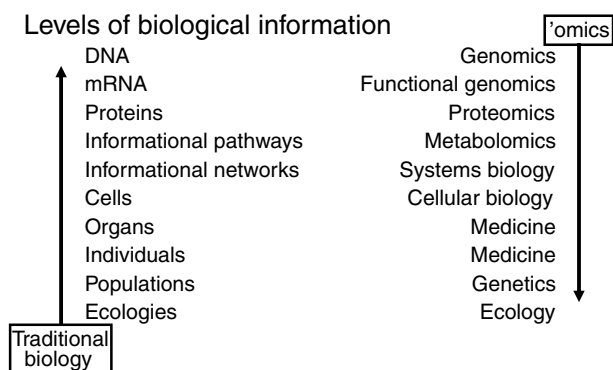 Levels of biological information
'omics
DNA Genomics
mRNA Functional genomics
Proteins Proteomics
Informational pathways Metabolomics
Informational networks Systems biology
Cells Cellular biology
Organs Medicine
Individuals Medicine
Populations Genetics
Ecologies Ecology
Traditional
biology